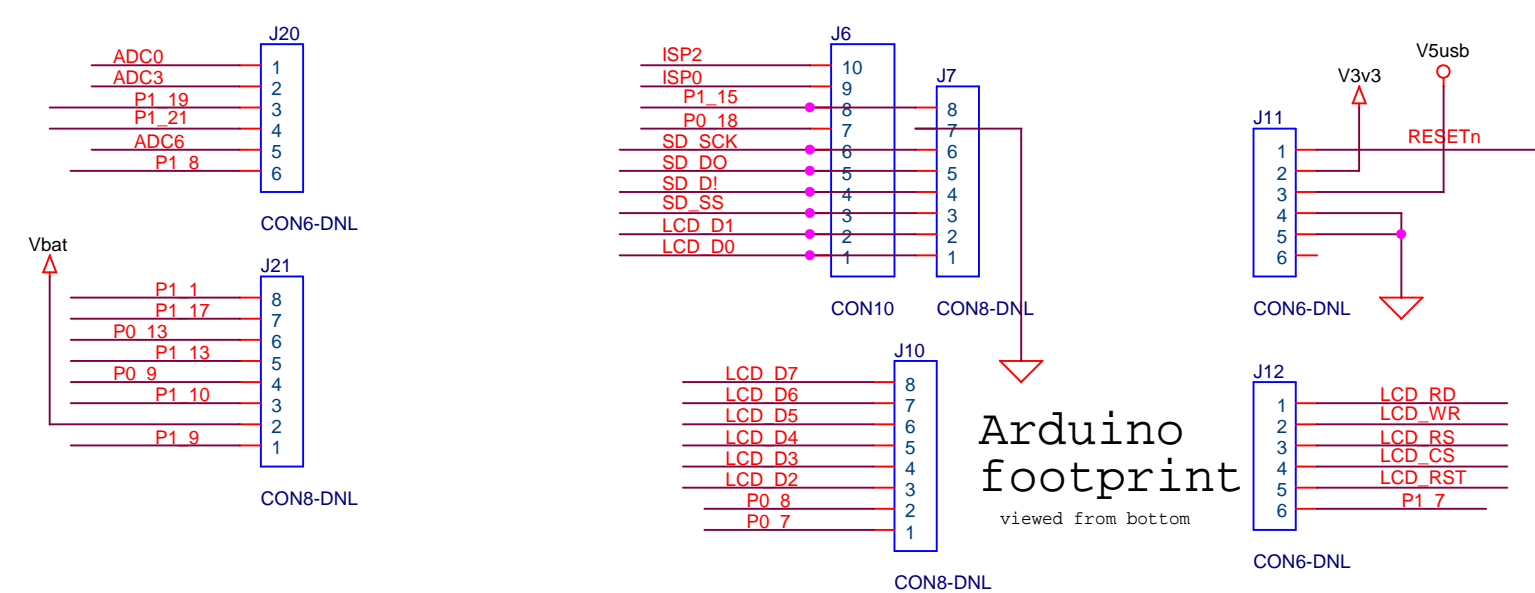 J20
ADC0 1
ADC3 2
P1_19 3
P1_21 4
ADC6 5
P1_8 6
CON6-DNL
Vbat
J21
P1_1 8
P1_17 7
P0_13 6
P1_13 5
P0_9 4
P1_10 3
2
P1_9 1
CON8-DNL
J6
ISP2 10
ISP0 9
P1_15 8
P0_18 7
SD_SCK 6
SD_DO 5
SD_D! 4
SD_SS 3
LCD_D1 2
LCD_D0 1
CON10
J7
8
7
6
5
4
3
2
1
CON8-DNL
J10
LCD_D7 8
LCD_D6 7
LCD_D5 6
LCD_D4 5
LCD_D3 4
LCD_D2 3
P0_8 2
P0_7 1
CON8-DNL
Arduino
footprint
viewed from bottom
V5usb
V3v3
J11
1 RESETn
2
3
4
5
6
CON6-DNL
J12
1 LCD_RD
2 LCD_WR
3 LCD_RS
4 LCD_CS
5 LCD_RST
6 P1_7
CON6-DNL